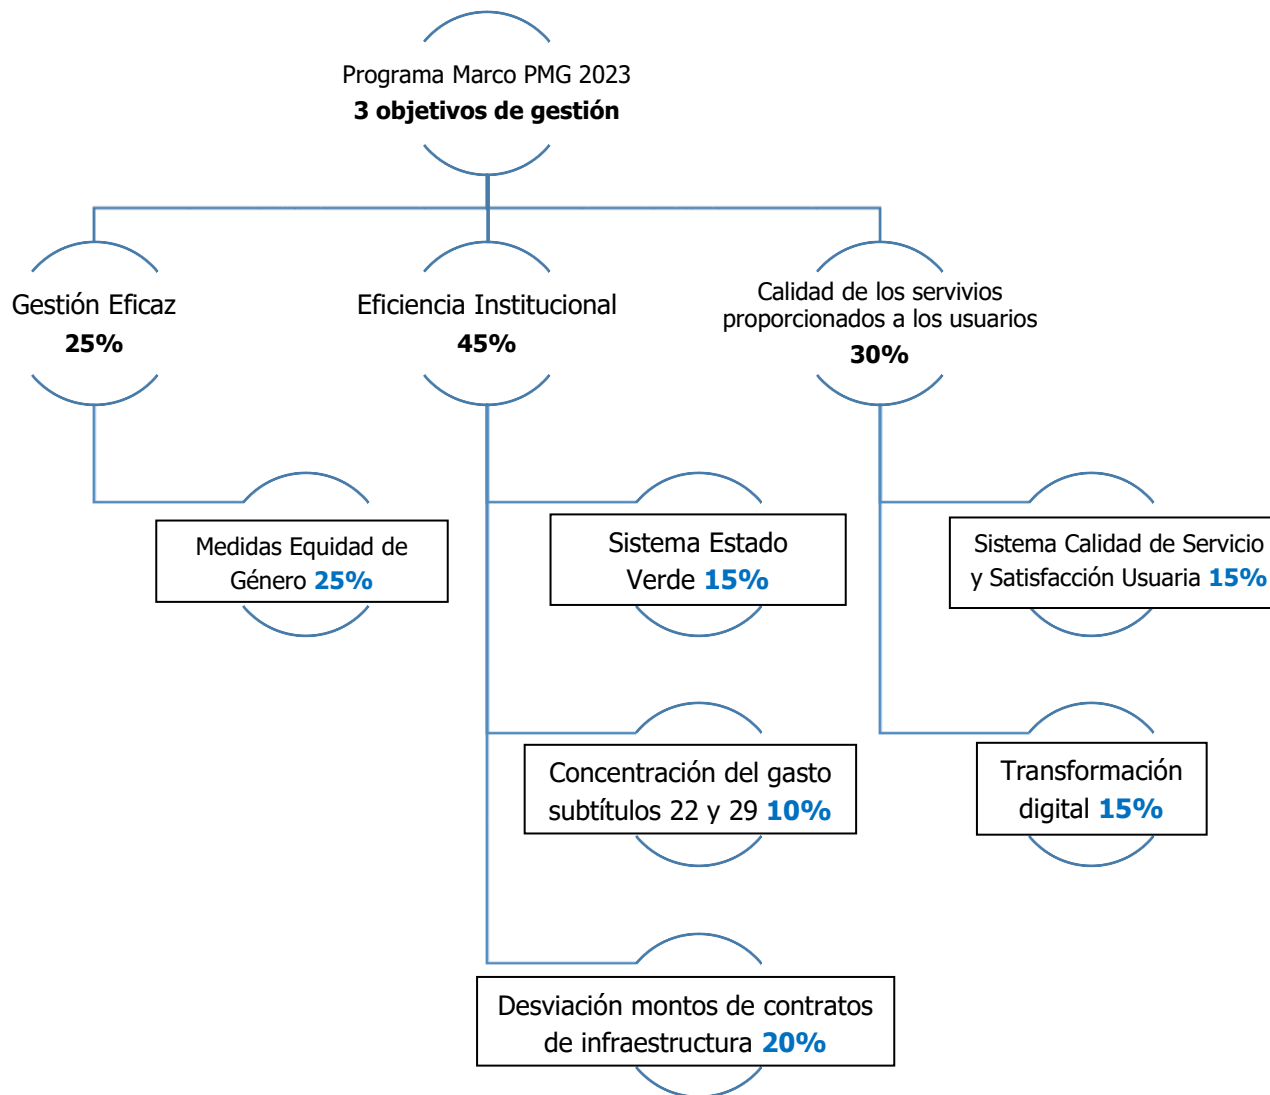 Programa Marco PMG 2023
3 objetivos de gestión
Gestión Eficaz
25%
Eficiencia Institucional
45%
Calidad de los servivios
proporcionados a los usuarios
30%
Medidas Equidad de
Género 25%
Sistema Estado
Verde 15%
Sistema Calidad de Servicio
y Satisfacción Usuaria 15%
Concentración del gasto
subtítulos 22 y 29 10%
Transformación
digital 15%
Desviación montos de contratos
de infraestructura 20%